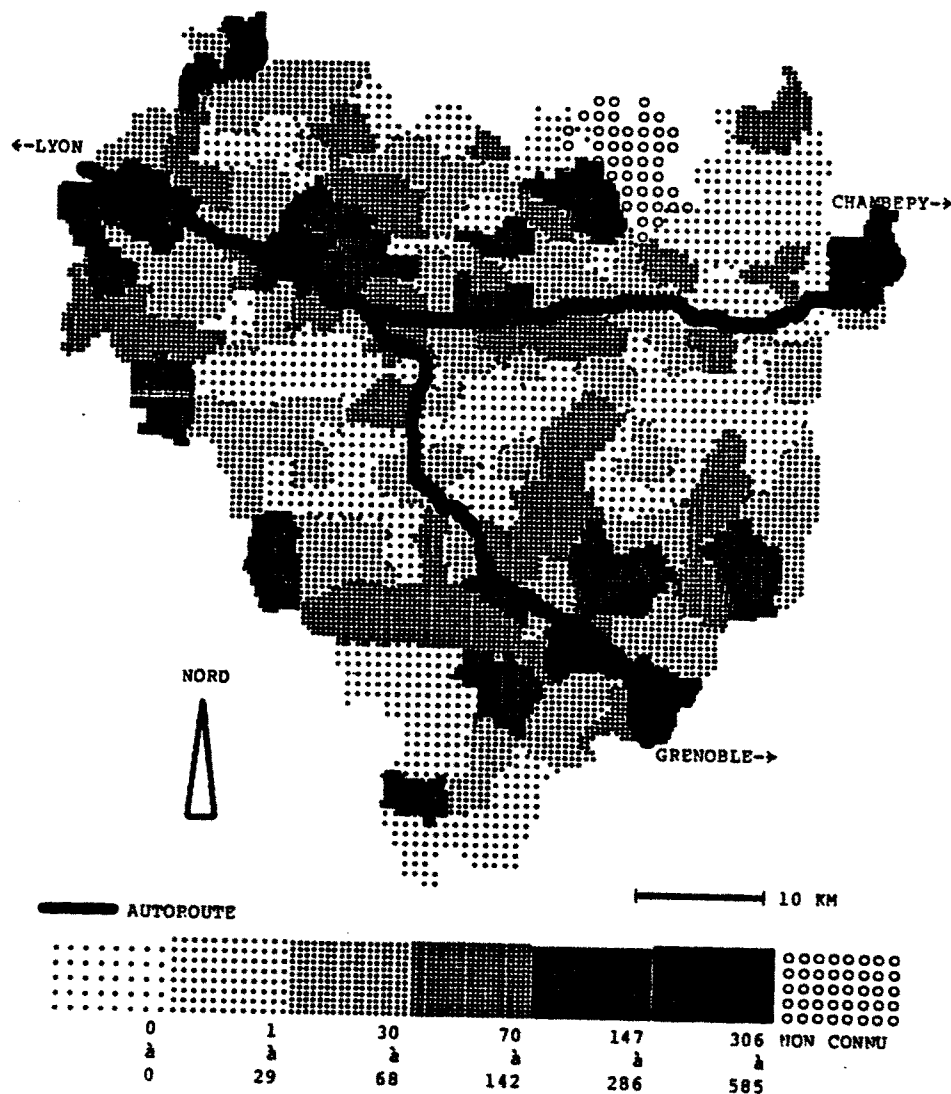 ←-LYON
CHAMBEPY-→
NORD
GRENOBLE-→
10 KM
AUTOROUTE
0 1 30 70 147 306 NON CONNU
à à à à à à
0 29 68 142 286 585